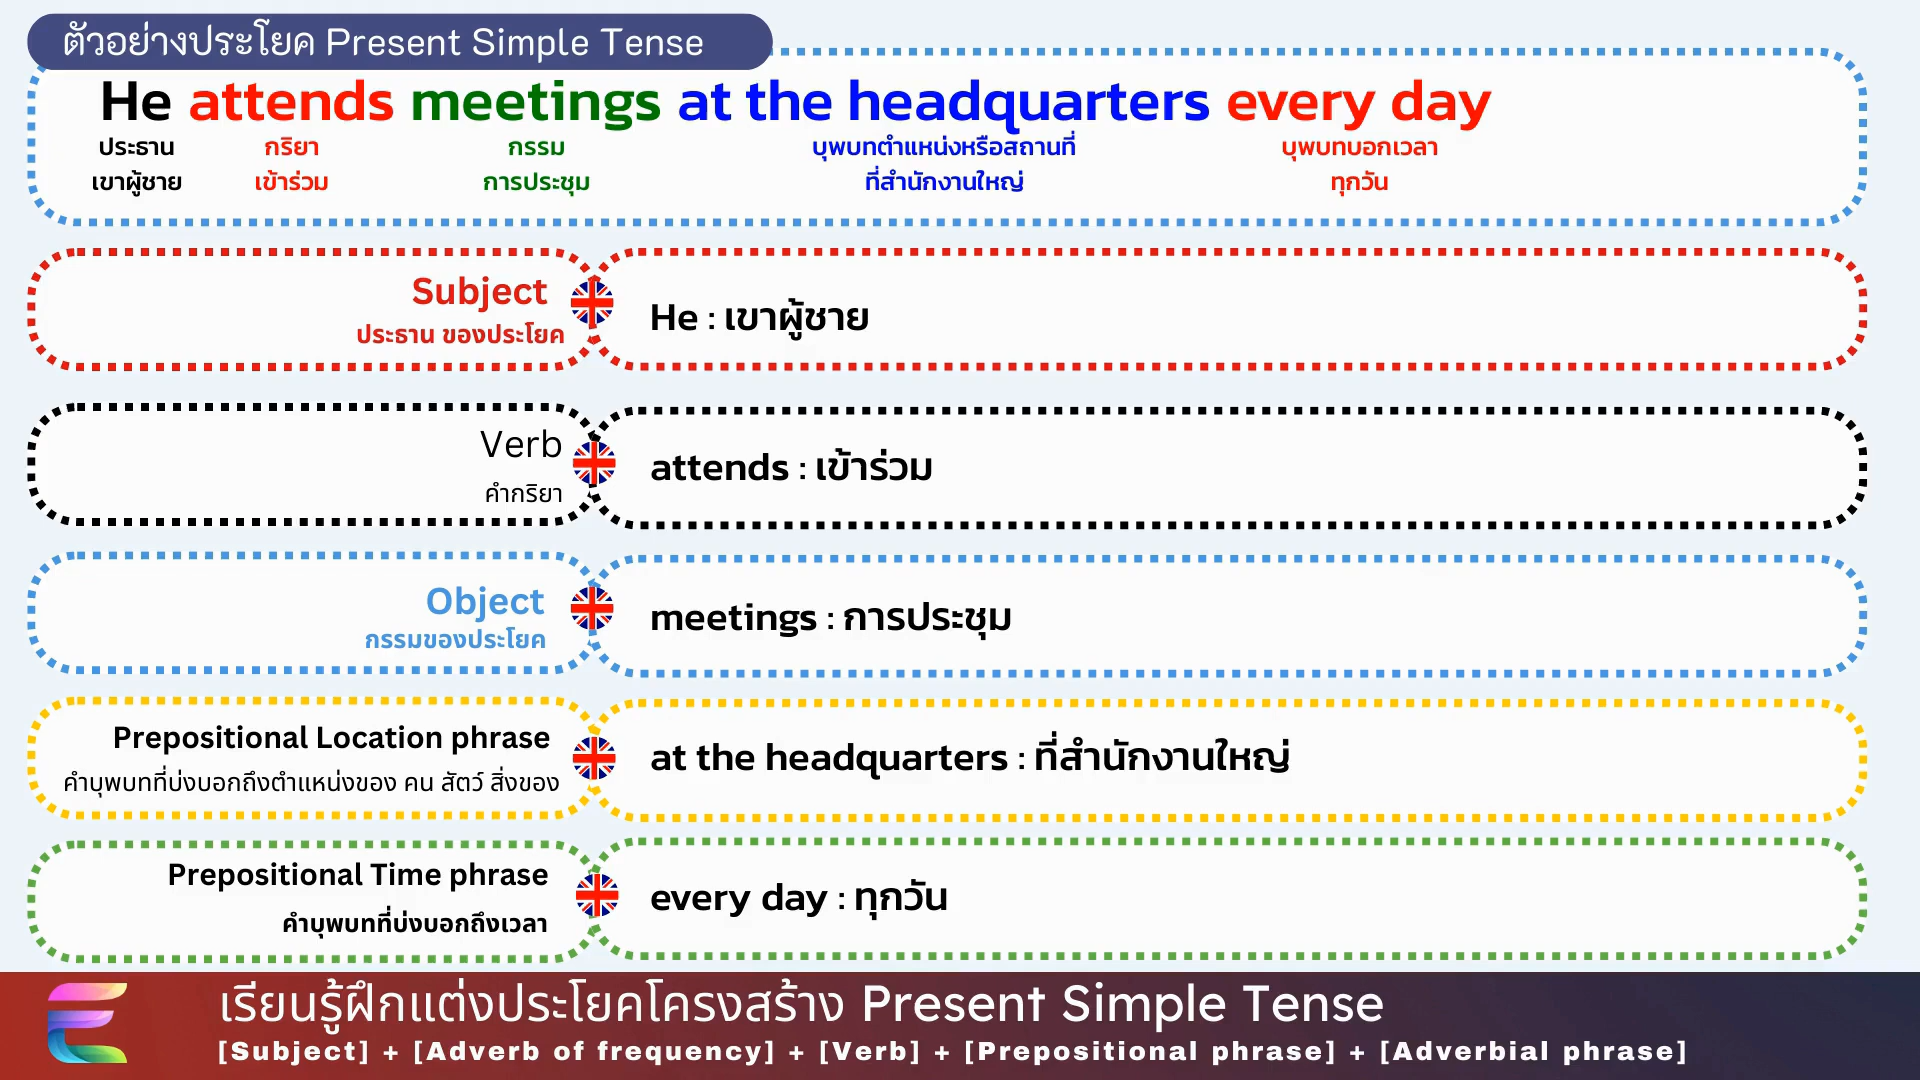 ตัวอย่างประโยค Present Simple Tense
He attends meetings at the headquarters every day
ประธาน กริยา กรรม บุพบทตำแหน่งหรือสถานที่ บุพบทบอกเวลา
เขาผู้ชาย เข้าร่วม การประชุม ที่สำนักงานใหญ่ ทุกวัน
Subject
ประธาน ของประโยค
He : เขาผู้ชาย
Verb
คำกริยา
attends : เข้าร่วม
Object
กรรมของประโยค
meetings : การประชุม
Prepositional Location phrase
คำบุพบทที่บ่งบอกถึงตำแหน่งของ คน สัตว์ สิ่งของ
at the headquarters : ที่สำนักงานใหญ่
Prepositional Time phrase
คำบุพบทที่บ่งบอกถึงเวลา
every day : ทุกวัน
เรียนรู้ฝึกแต่งประโยคโครงสร้าง Present Simple Tense
[Subject] + [Adverb of frequency] + [Verb] + [Prepositional phrase] + [Adverbial phrase]